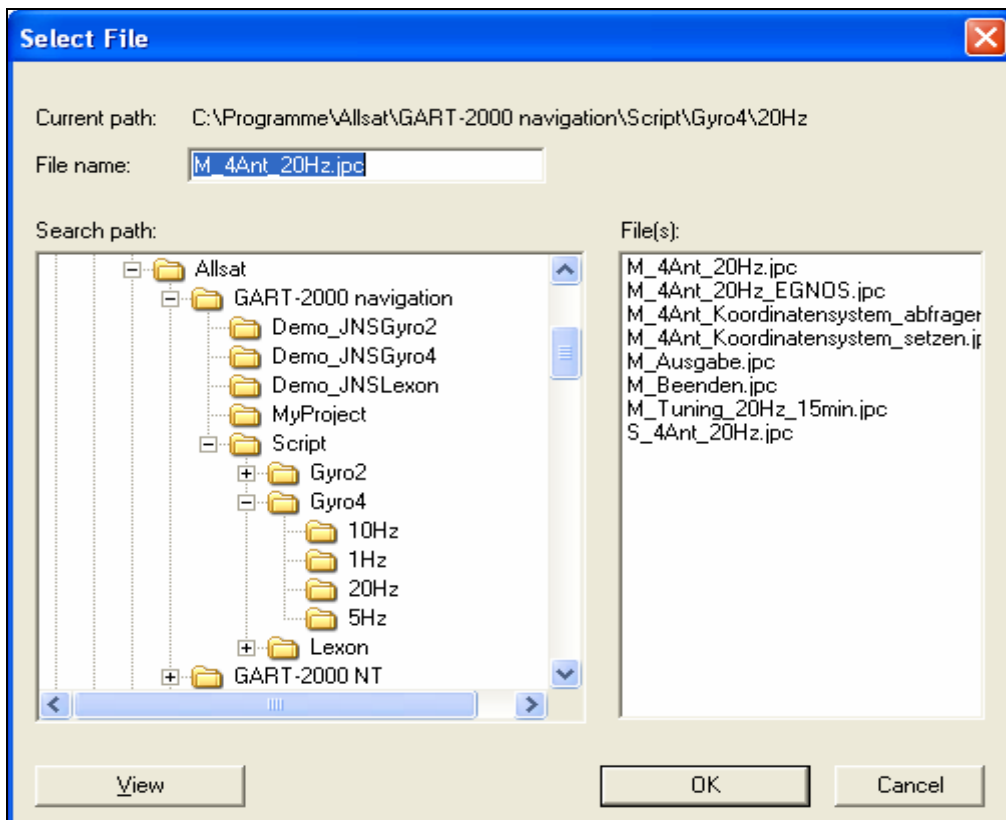 Select File
Current path: C:\Programme\Allsat\GART-2000 navigation\Script\Gyro4\20Hz
File name: M_4Ant_20Hz.jpc
Search path:
Allsat
GART-2000 navigation
Demo_JNSGyro2
Demo_JNSGyro4
Demo_JNSLexon
MyProject
Script
Gyro2
Gyro4
10Hz
1Hz
20Hz
5Hz
Lexon
GART-2000 NT
File(s):
M_4Ant_20Hz.jpc
M_4Ant_20Hz_EGNOS.jpc
M_4Ant_Koordinatensystem_abfrager
M_4Ant_Koordinatensystem_setzen.jp
M_Ausgabe.jpc
M_Beenden.jpc
M_Tuning_20Hz_15min.jpc
S_4Ant_20Hz.jpc
View OK Cancel